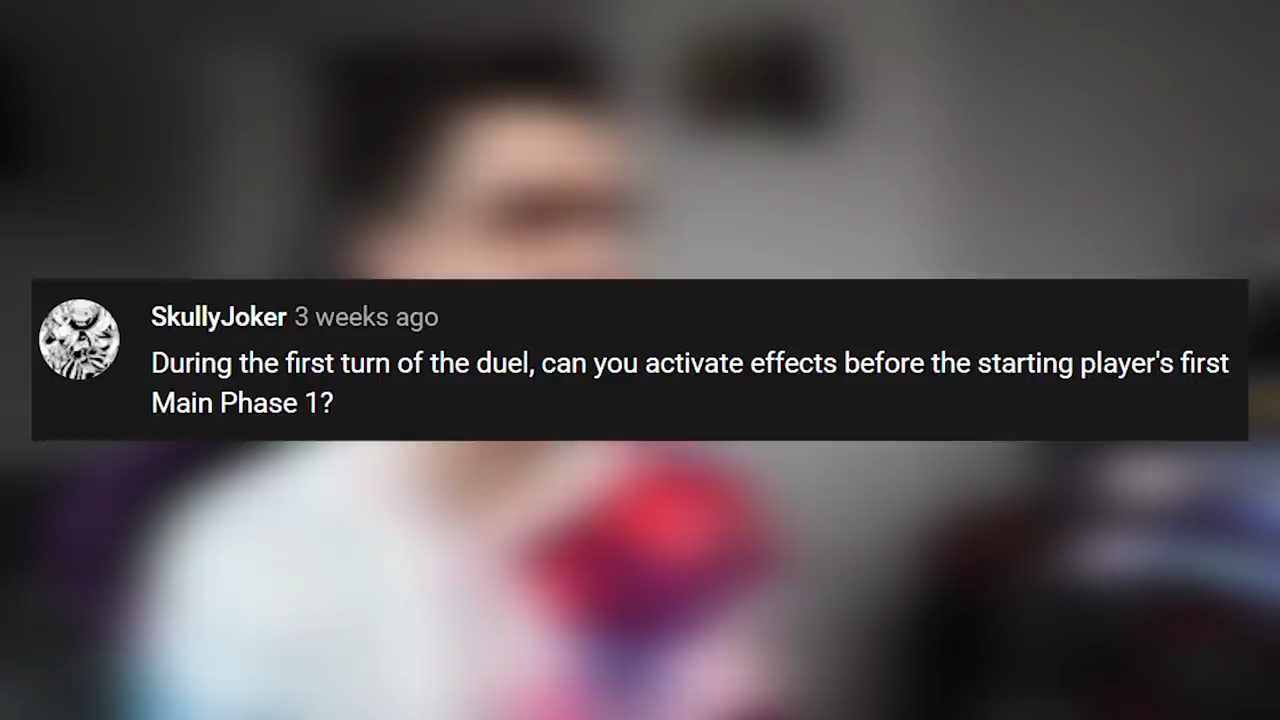 SkullyJoker 3 weeks ago
During the first turn of the duel, can you activate effects before the starting player's first
Main Phase 1?